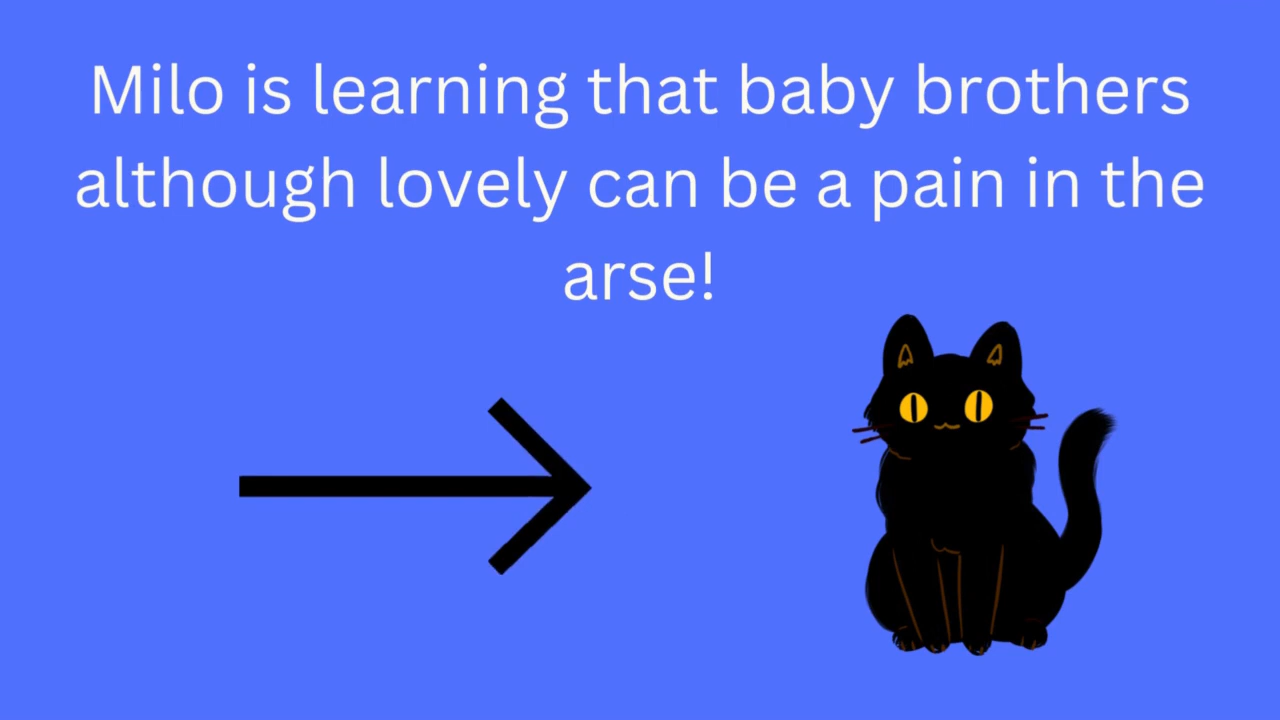 Milo is learning that baby brothers
although lovely can be a pain in the
arse!